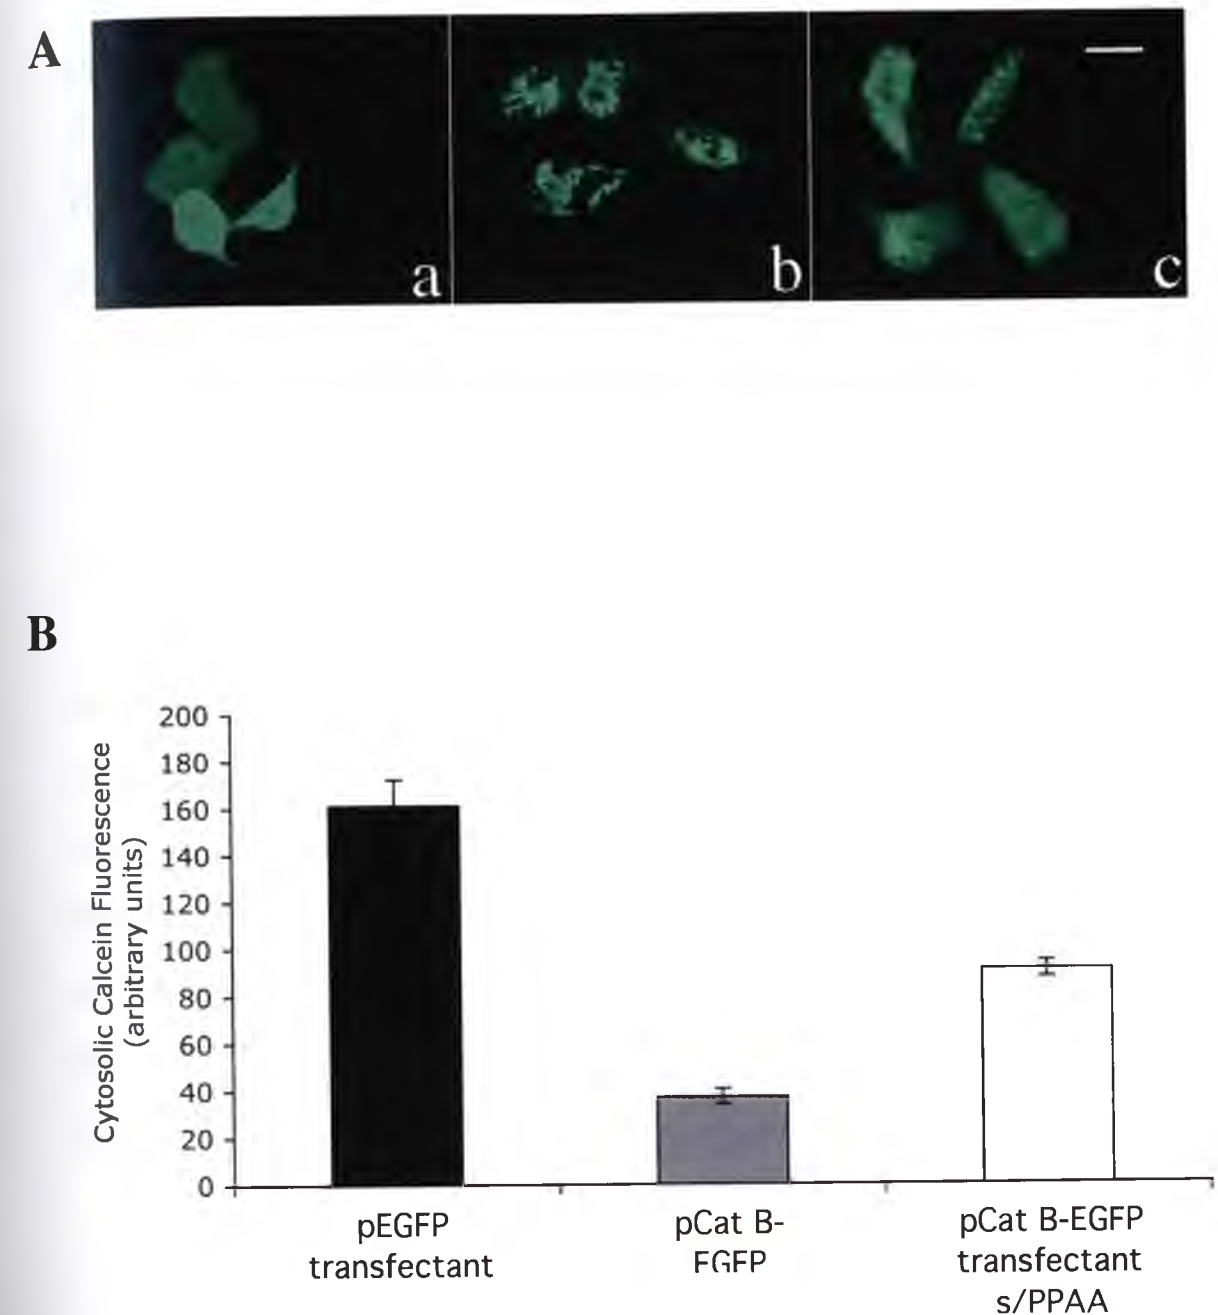 A
a
b
c
B
Cytosolic Calcein Fluorescence
(arbitrary units)
200
180
160
140
120
100
80
60
40
20
0
pEGFP
transfectant
pCat B-
EGFP
pCat B-EGFP
transfectant
s/PPAA